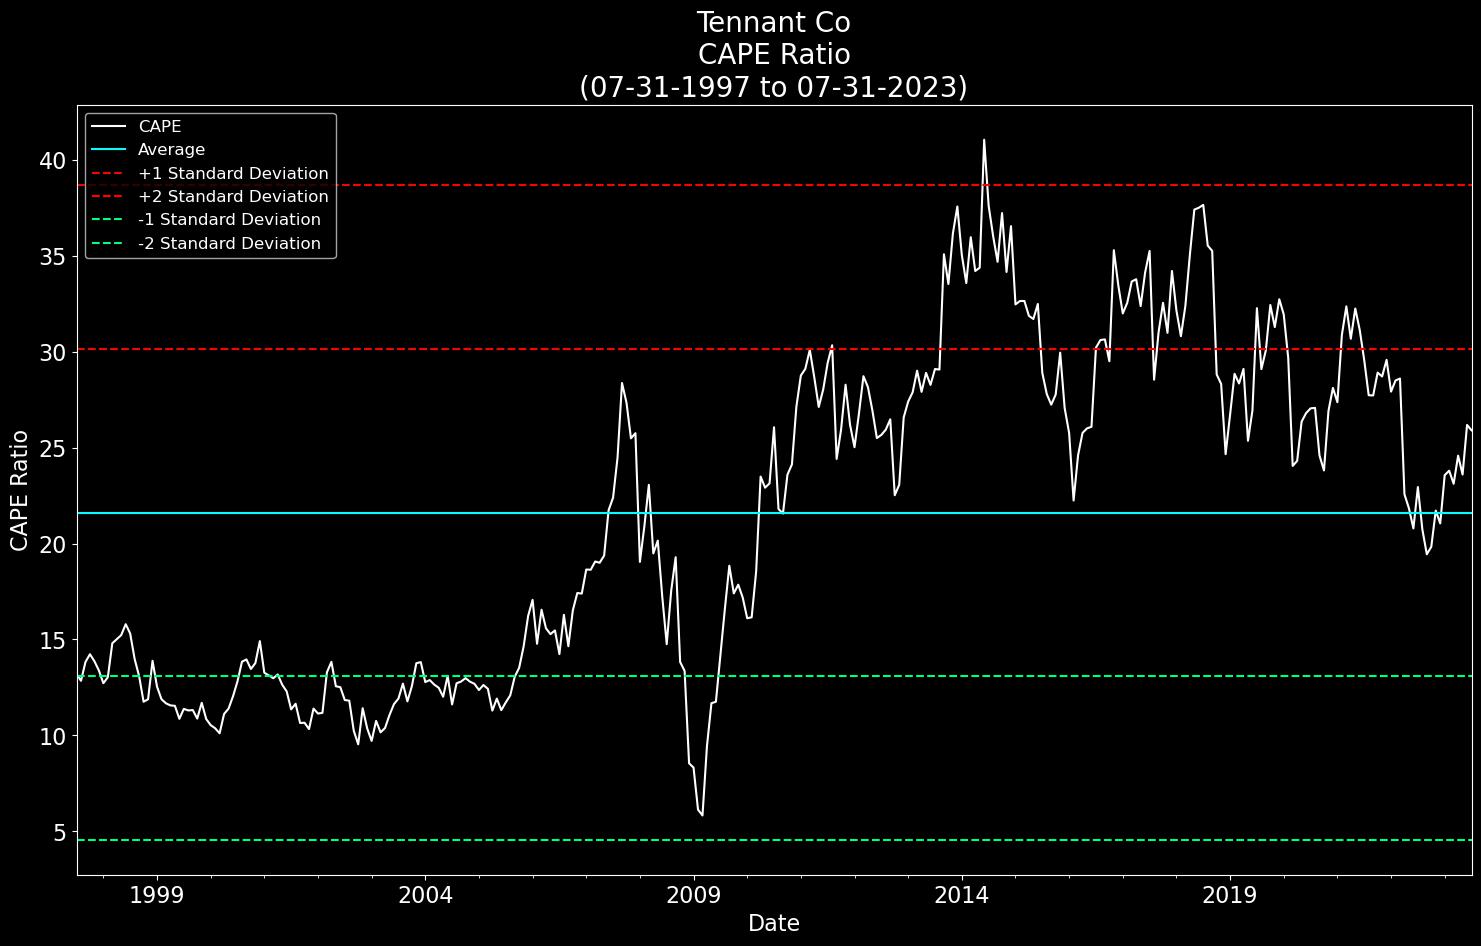 Tennant Co
CAPE Ratio
(07-31-1997 to 07-31-2023)
CAPE
Average
+1 Standard Deviation
+2 Standard Deviation
-1 Standard Deviation
-2 Standard Deviation
40
35
30
25
20
15
10
5
CAPE Ratio
1999
2004
2009
2014
2019
Date